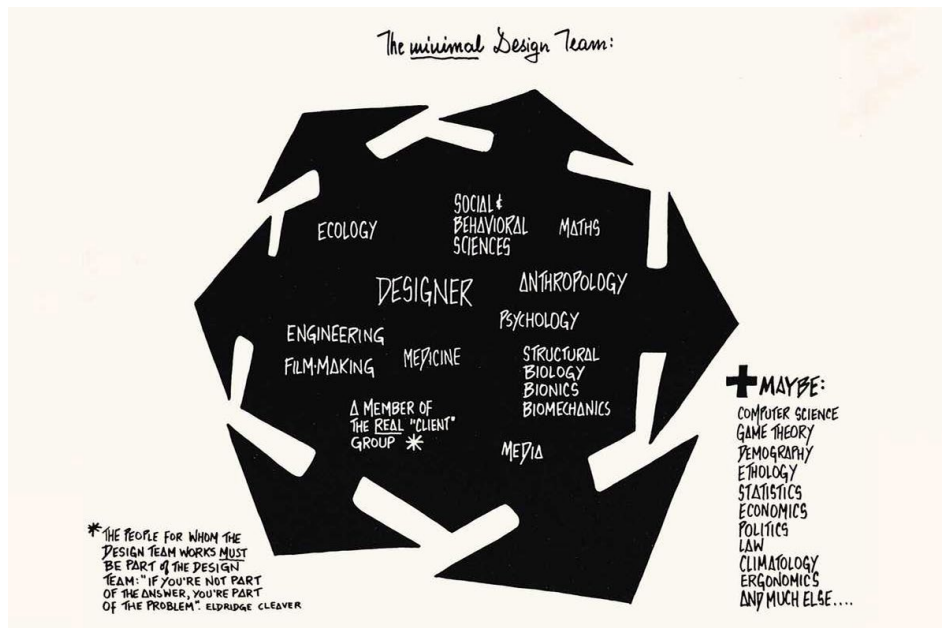 The minimal Design Team:
ECOLOGY
SOCIAL &
BEHAVIORAL
SCIENCES
MATHS
DESIGNER
ANTHROPOLOGY
PSYCHOLOGY
ENGINEERING
FILM-MAKING
MEDICINE
STRUCTURAL
BIOLOGY
BIONICS
BIOMECHANICS
A MEMBER OF
THE REAL "CLIENT"
GROUP *
MEDIA
+ MAYBE:
COMPUTER SCIENCE
GAME THEORY
DEMOGRAPHY
ETHOLOGY
STATISTICS
ECONOMICS
POLITICS
LAW
CLIMATOLOGY
ERGONOMICS
AND MUCH ELSE....
* THE PEOPLE FOR WHOM THE
DESIGN TEAM WORKS MUST
BE PART of THE DESIGN
TEAM: "IF YOU'RE NOT PART
OF THE ANSWER, YOU'RE PART
OF THE PROBLEM". ELDRIDGE CLEAVER